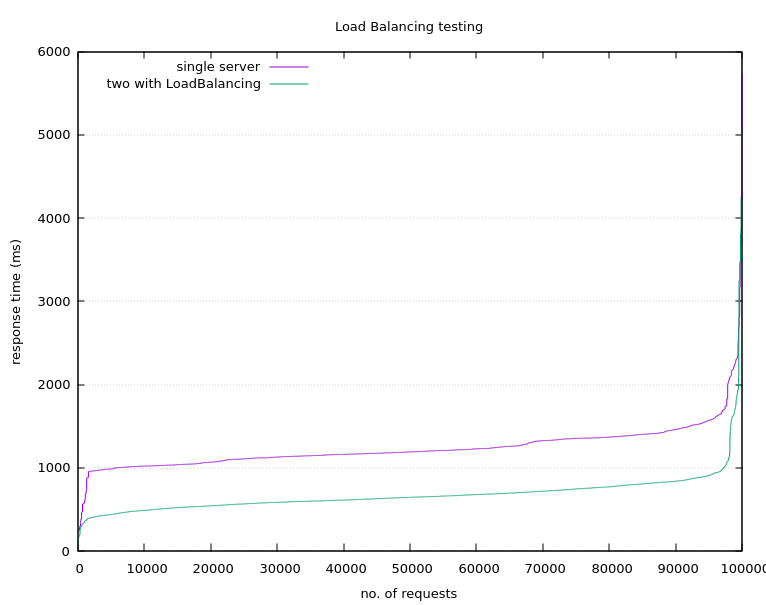 Load Balancing testing
6000
single server
two with LoadBalancing
5000
4000
3000
2000
1000
0
response time (ms)
0 10000 20000 30000 40000 50000 60000 70000 80000 90000 100000
no. of requests